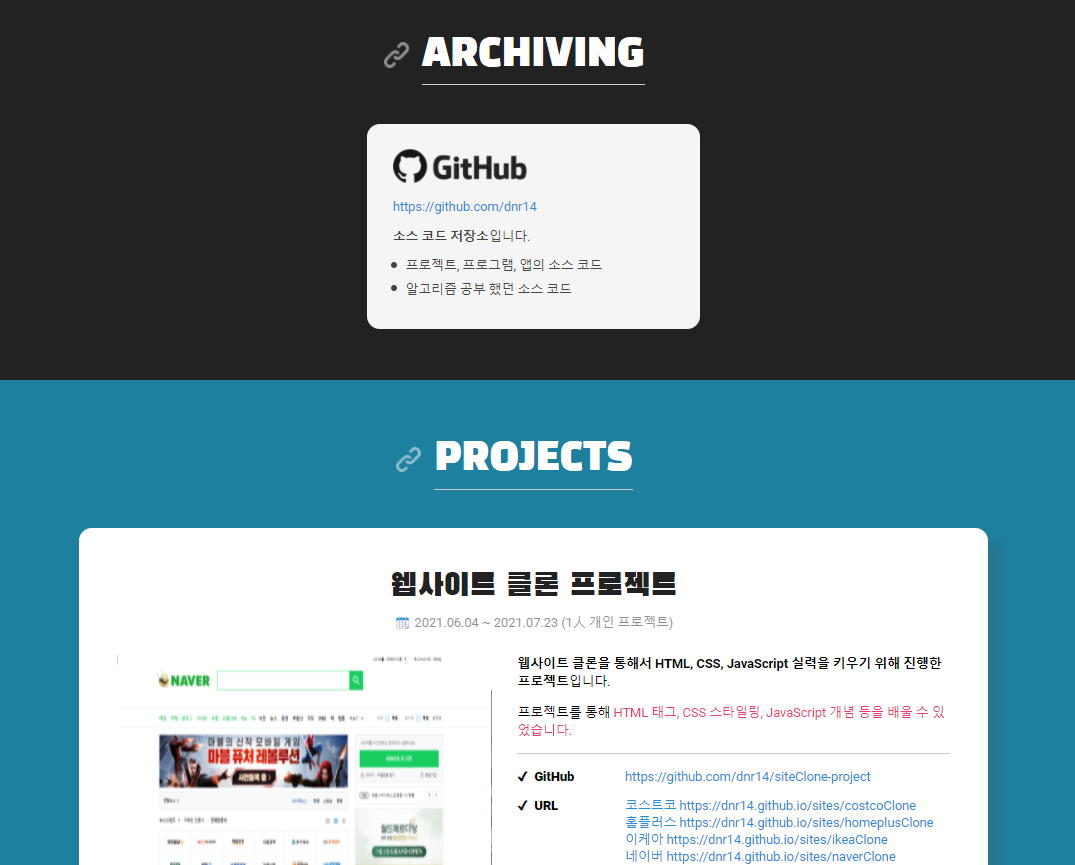 ARCHIVING
GitHub
https://github.com/dnr14
소스 코드 저장소입니다.
프로젝트, 프로그램, 앱의 소스 코드
알고리즘 공부 했던 소스 코드
PROJECTS
웹사이트 클론 프로젝트
2021.06.04 ~ 2021.07.23 (1人 개인 프로젝트)
NAVER
마블의 신작 모바일 게임
마블 퓨처 레볼루션
사전등록 중
GRAND OPEN
웹사이트 클론을 통해서 HTML, CSS, JavaScript 실력을 키우기 위해 진행한
프로젝트입니다.
프로젝트를 통해 HTML 태그, CSS 스타일링, JavaScript 개념 등을 배울 수 있
었습니다.
✔ GitHub https://github.com/dnr14/siteClone-project
✔ URL 코스트코 https://dnr14.github.io/sites/costcoClone
홈플러스 https://dnr14.github.io/sites/homeplusClone
이케아 https://dnr14.github.io/sites/ikeaClone
네이버 https://dnr14.github.io/sites/naverClone